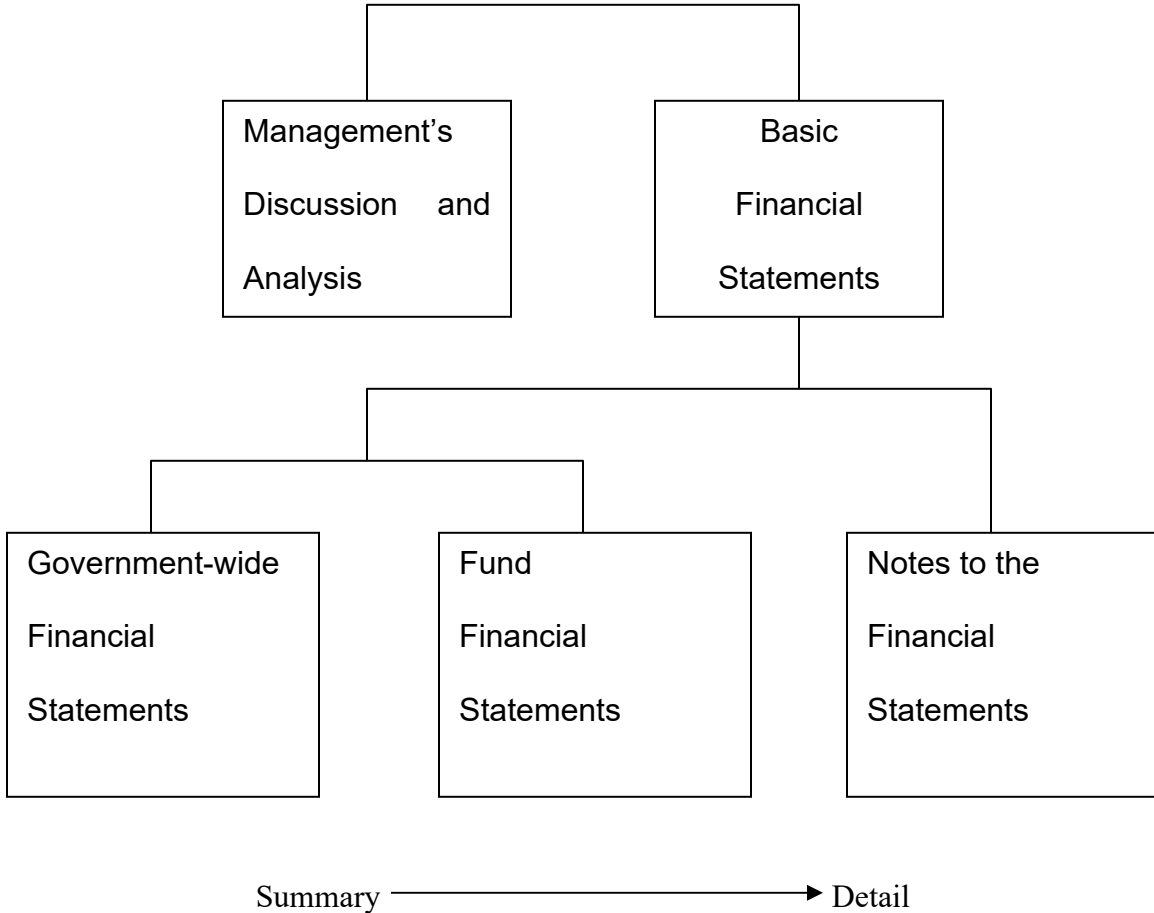 Management’s
Discussion and
Analysis
Basic
Financial
Statements
Government-wide
Financial
Statements
Fund
Financial
Statements
Notes to the
Financial
Statements
Summary
Detail